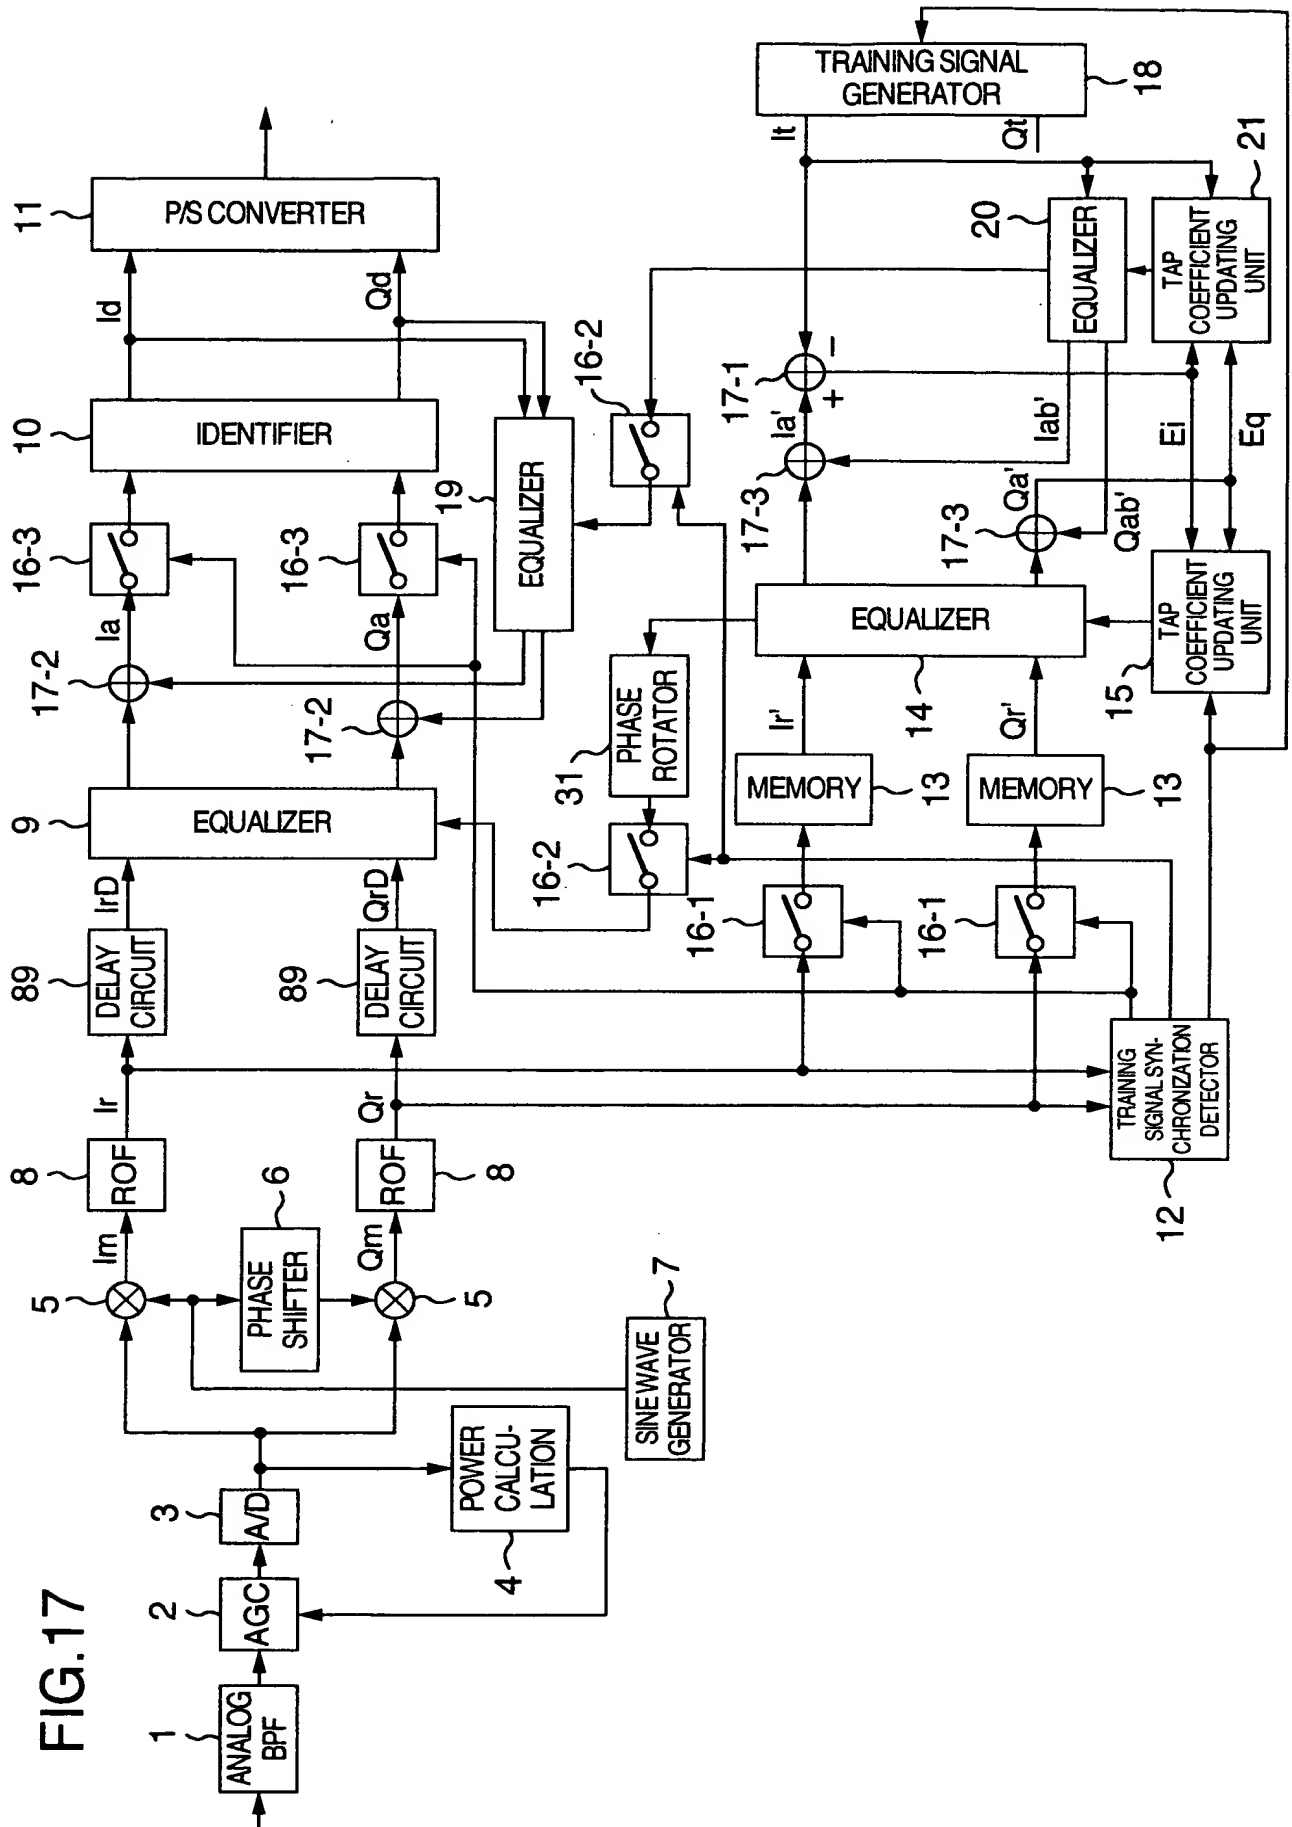 FIG.17
1
ANALOG
BPF
2
AGC
3
A/D
4
POWER
CALCU-
LATION
5
5
6
PHASE
SHIFTER
7
SINE WAVE
GENERATOR
Im
Qm
8
ROF
8
ROF
Ir
Qr
89
DELAY
CIRCUIT
89
DELAY
CIRCUIT
IrD
QrD
9
EQUALIZER
17-2
17-2
Ia
Qa
16-3
16-3
10
IDENTIFIER
Id
Qd
11
P/S CONVERTER
19
EQUALIZER
16-2
16-2
31
PHASE
ROTATOR
12
TRAINING
SIGNAL SYN-
CHRONIZATION
DETECTOR
16-1
16-1
MEMORY
13
MEMORY
13
Ir'
Qr'
14
EQUALIZER
15
TAP
COEFFICIENT
UPDATING
UNIT
17-3
17-3
Ia'
Qa'
Iab'
Qab'
17-1
+
−
Ei
Eq
20
EQUALIZER
21
TAP
COEFFICIENT
UPDATING
UNIT
It
Qt
TRAINING SIGNAL
GENERATOR
18